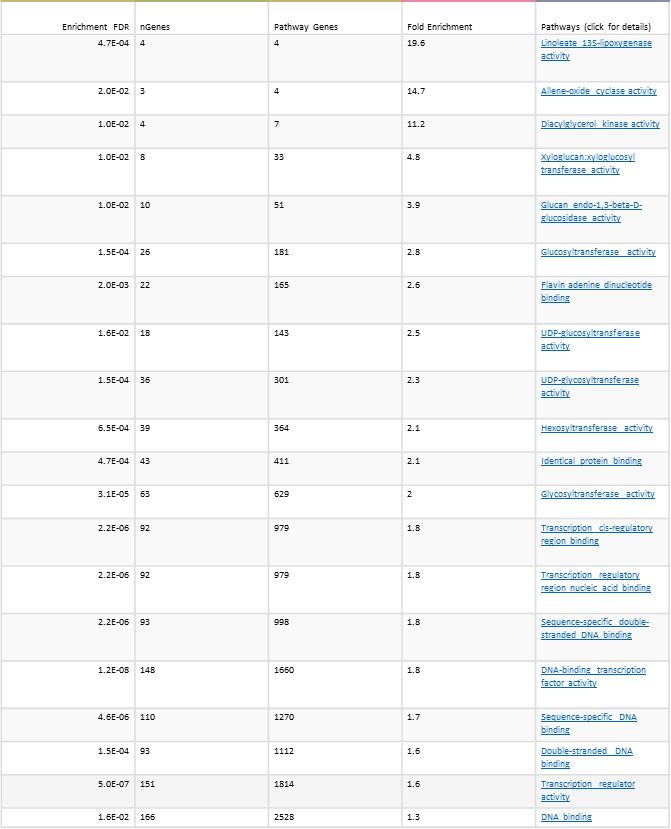 Enrichment FDR nGenes Pathway Genes Fold Enrichment Pathways (click for details)
4.7E-04 4 4 19.6 Linoleate 13S-lipoxygenase
activity
2.0E-02 3 4 14.7 Allene-oxide cyclase activity
1.0E-02 4 7 11.2 Diacylglycerol kinase activity
1.0E-02 8 33 4.8 Xyloglucan:xyloglucosyl
transferase activity
1.0E-02 10 51 3.9 Glucan endo-1,3-beta-D-
glucosidase activity
1.5E-04 26 181 2.8 Glucosyltransferase activity
2.0E-03 22 165 2.6 Flavin adenine dinucleotide
binding
1.6E-02 18 143 2.5 UDP-glucosyltransferase
activity
1.5E-04 36 301 2.3 UDP-glycosyltransferase
activity
6.5E-04 39 364 2.1 Hexosyltransferase activity
4.7E-04 43 411 2.1 Identical protein binding
3.1E-05 63 629 2 Glycosyltransferase activity
2.2E-06 92 979 1.8 Transcription cis-regulatory
region binding
2.2E-06 92 979 1.8 Transcription regulatory
region nucleic acid binding
2.2E-06 93 998 1.8 Sequence-specific double-
stranded DNA binding
1.2E-08 148 1660 1.8 DNA-binding transcription
factor activity
4.6E-06 110 1270 1.7 Sequence-specific DNA
binding
1.5E-04 93 1112 1.6 Double-stranded DNA
binding
5.0E-07 151 1814 1.6 Transcription regulator
activity
1.6E-02 166 2528 1.3 DNA binding